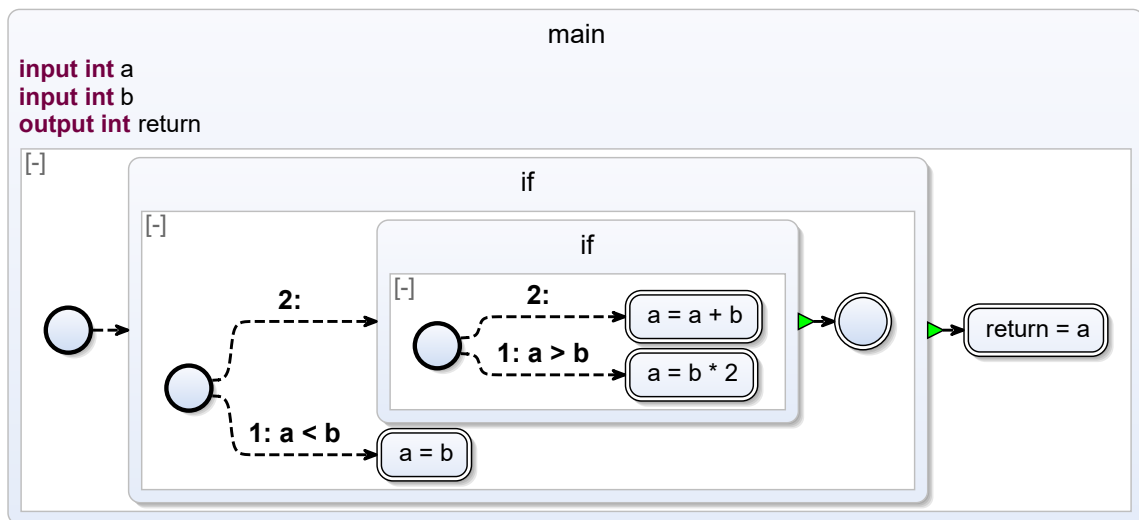 main
input int a
input int b
output int return
[-]
if
[-]
if
[-]
2:
2:
a = a + b
1: a > b
a = b * 2
return = a
1: a < b
a = b